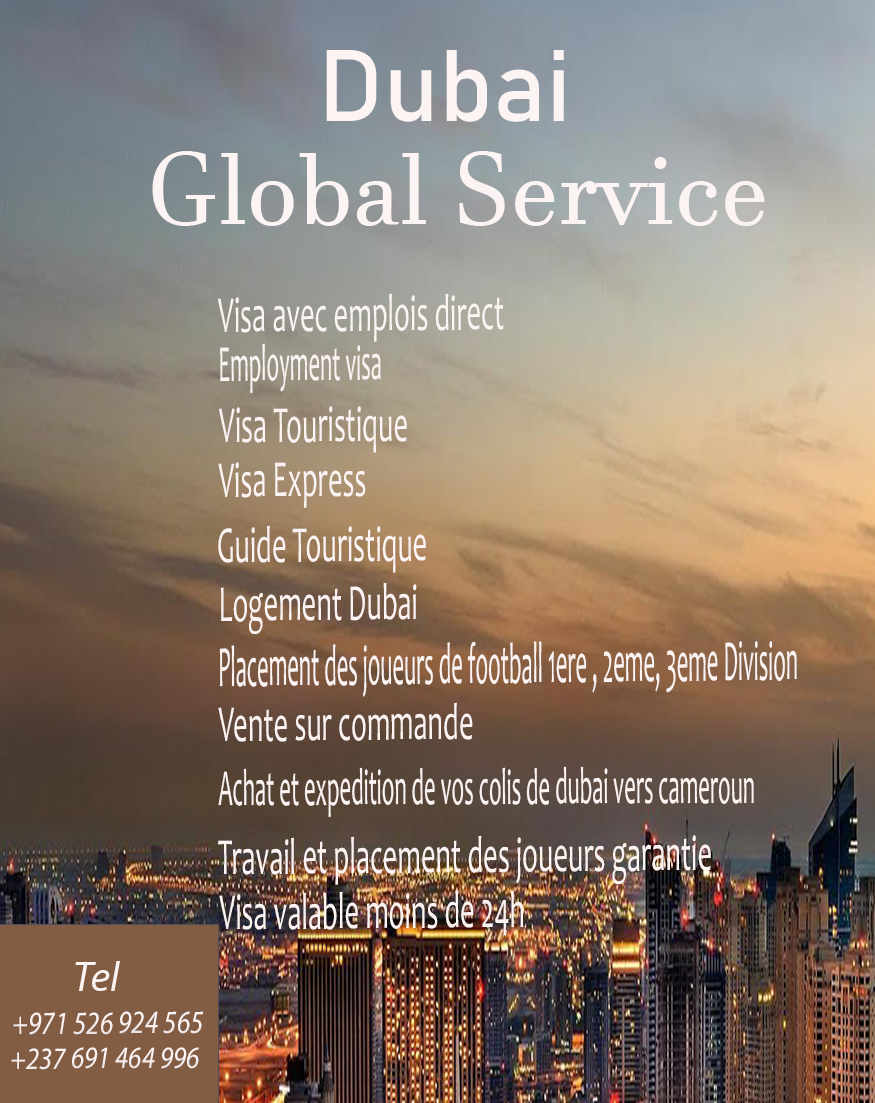 Dubai
Global Service
Visa avec emplois direct
Employment visa
Visa Touristique
Visa Express
Guide Touristique
Logement Dubai
Placement des joueurs de football 1ere , 2eme, 3eme Division
Vente sur commande
Achat et expedition de vos colis de dubai vers cameroun
Travail et placement des joueurs garantie
Visa valable moins de 24h
Tel
+971 526 924 565
+237 691 464 996